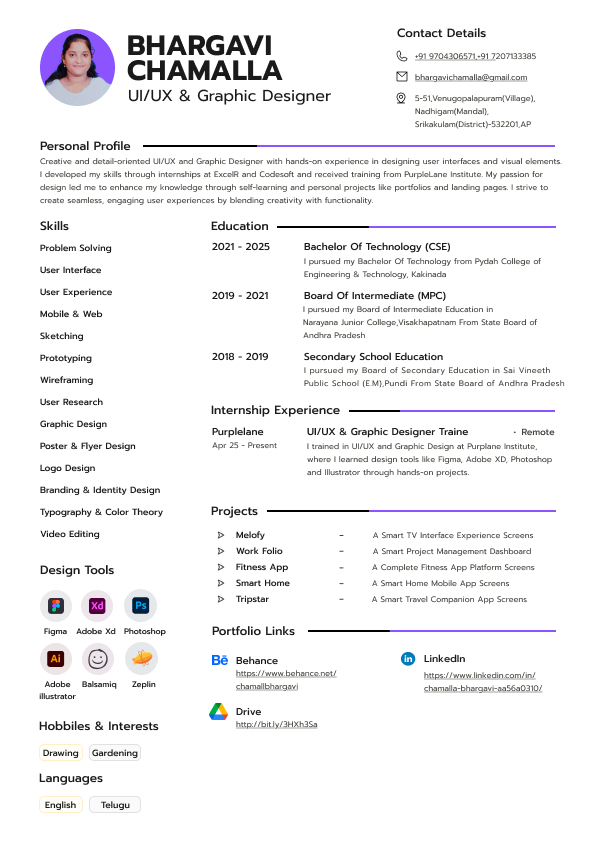 BHARGAVI
CHAMALLA
UI/UX & Graphic Designer
Contact Details
+91 9704306571,+91 7207133385
bhargavichamalla@gmail.com
5-51,Venugopalapuram(Village),
Nadhigam(Mandal),
Srikakulam(District)-532201,AP
Personal Profile
Creative and detail-oriented UI/UX and Graphic Designer with hands-on experience in designing user interfaces and visual elements.
I developed my skills through internships at ExcelR and Codesoft and received training from PurpleLane Institute. My passion for
design led me to enhance my knowledge through self-learning and personal projects like portfolios and landing pages. I strive to
create seamless, engaging user experiences by blending creativity with functionality.
Skills
Problem Solving
User Interface
User Experience
Mobile & Web
Sketching
Prototyping
Wireframing
User Research
Graphic Design
Poster & Flyer Design
Logo Design
Branding & Identity Design
Typography & Color Theory
Video Editing
Design Tools
Xd
Ps
Figma
Adobe Xd
Photoshop
Ai
Adobe
illustrator
Balsamiq
Zeplin
Hobbiles & Interests
Drawing
Gardening
Languages
English
Telugu
Education
2021 - 2025
Bachelor Of Technology (CSE)
I pursued my Bachelor Of Technology from Pydah College of
Engineering & Technology, Kakinada
2019 - 2021
Board Of Intermediate (MPC)
I pursued my Board of Intermediate Education in
Narayana Junior College,Visakhapatnam From State Board of
Andhra Pradesh
2018 - 2019
Secondary School Education
I pursued my Board of Secondary Education in Sai Vineeth
Public School (E.M),Pundi From State Board of Andhra Pradesh
Internship Experience
Purplelane
Apr 25 - Present
UI/UX & Graphic Designer Traine
• Remote
I trained in UI/UX and Graphic Design at Purplane Institute,
where I learned design tools like Figma, Adobe XD, Photoshop
and Illustrator through hands-on projects.
Projects
Melofy - A Smart TV Interface Experience Screens
Work Folio - A Smart Project Management Dashboard
Fitness App - A Complete Fitness App Platform Screens
Smart Home - A Smart Home Mobile App Screens
Tripstar - A Smart Travel Companion App Screens
Portfolio Links
Bē
Behance
https://www.behance.net/
chamallbhargavi
in
LinkedIn
https://www.linkedin.com/in/
chamalla-bhargavi-aa56a0310/
Drive
http://bit.ly/3HXh3Sa